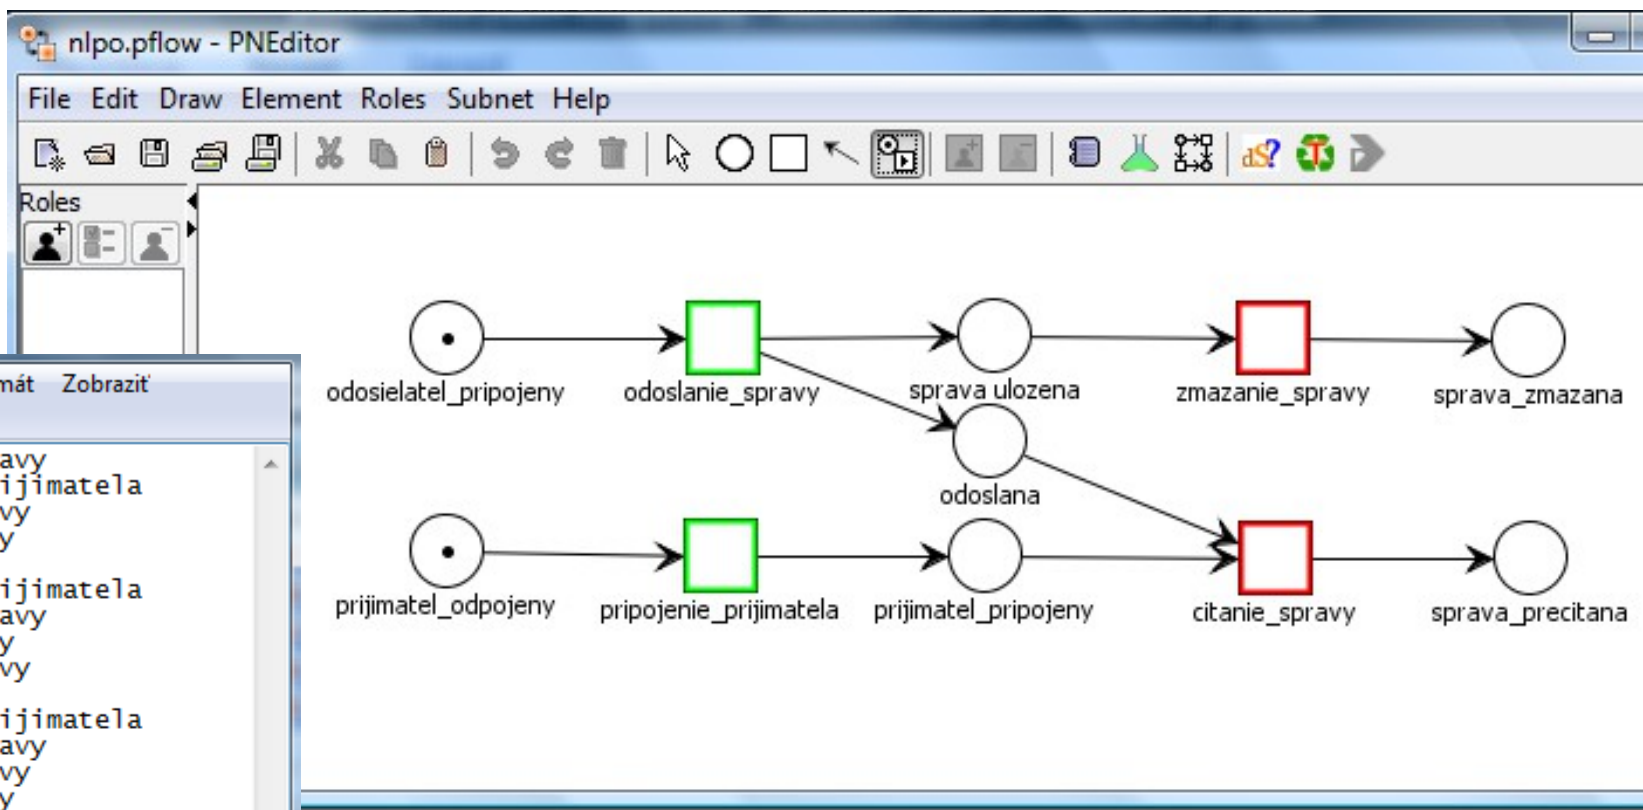 nlpo.pflow - PNEditor
File Edit Draw Element Roles Subnet Help
dS? T
Roles
odosielatel_pripojeny odoslanie_spravy sprava ulozena zmazanie_spravy sprava_zmazana
odoslana
prijimatel_odpojeny pripojenie_prijimatela prijimatel_pripojeny citanie_spravy sprava_precitana
mát Zobraziť
avy
ijimatela
vy
y
ijimatela
avy
y
vy
ijimatela
avy
vy
y